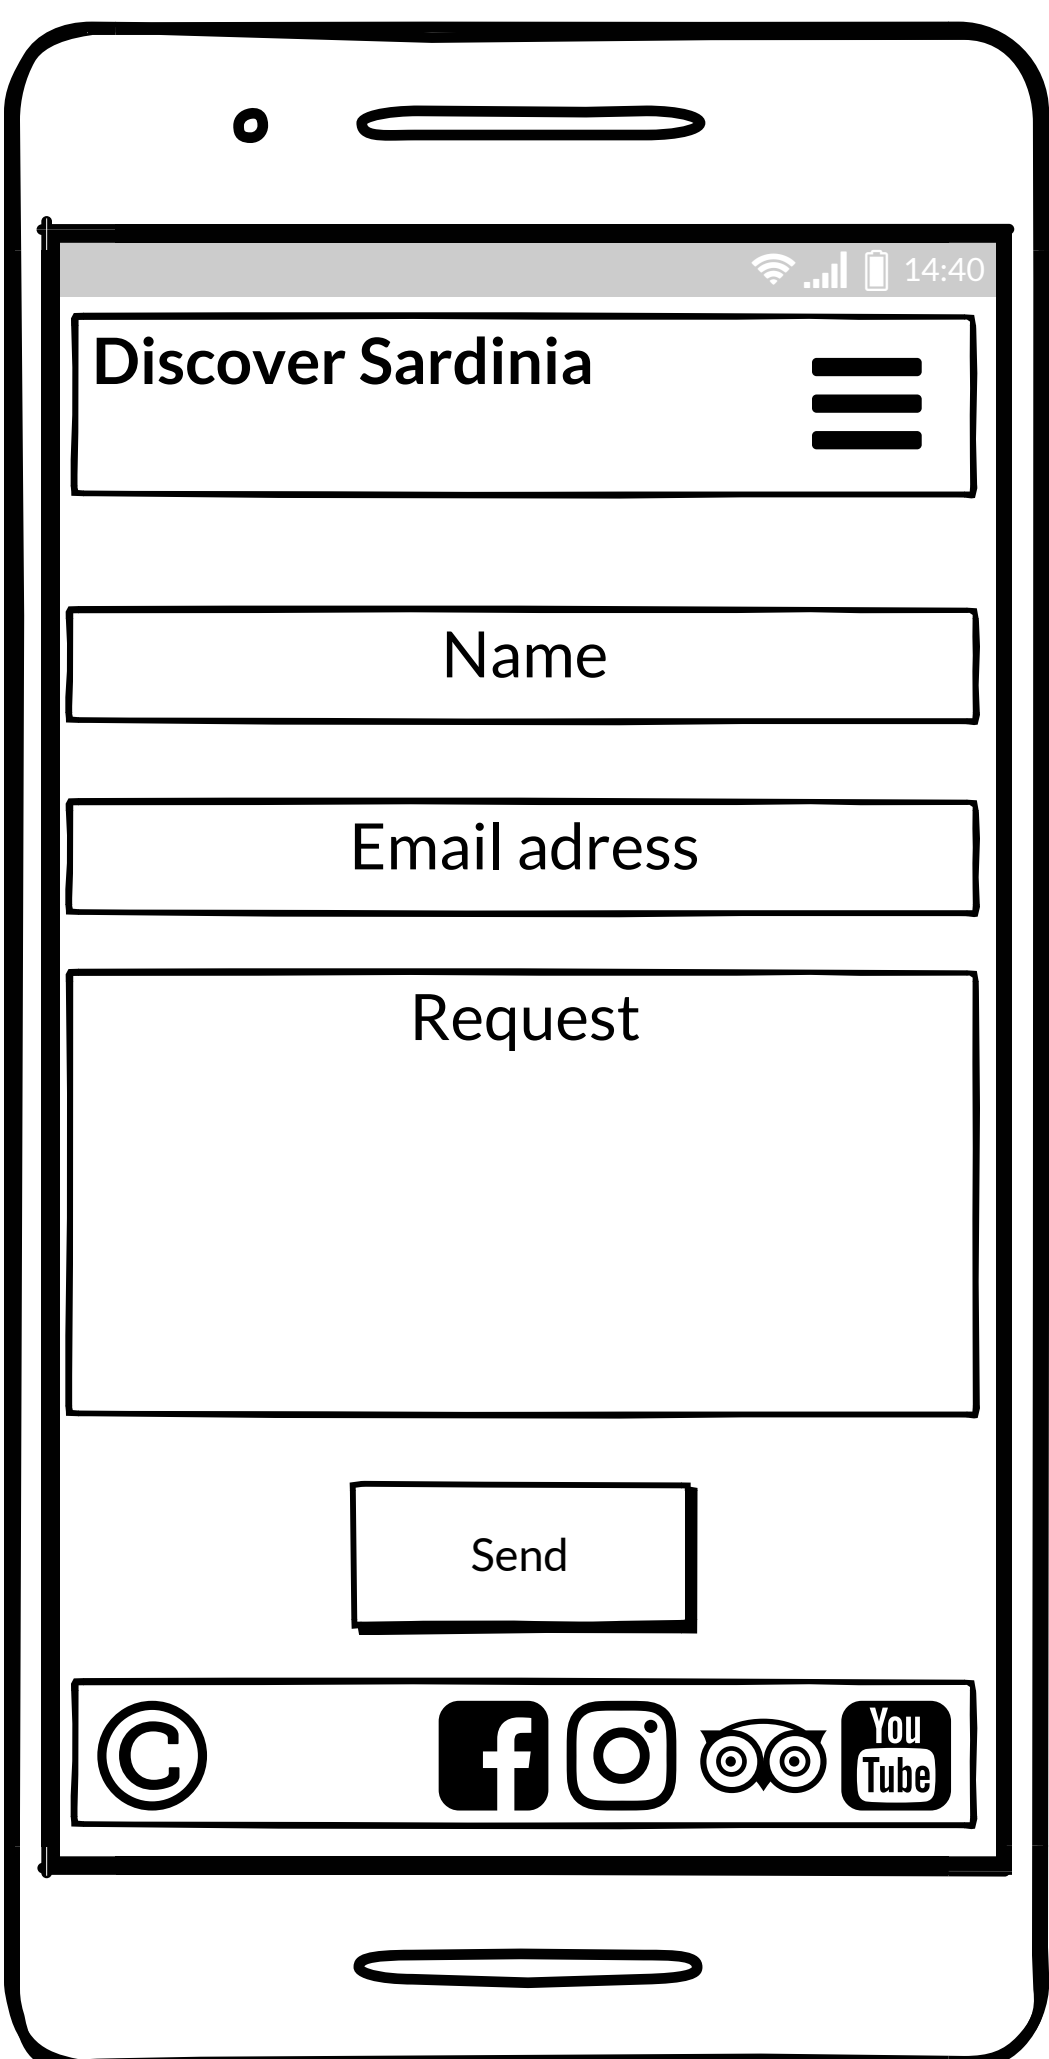 14:40
Discover Sardinia
Name
Email adress
Request
Send
©
You
Tube